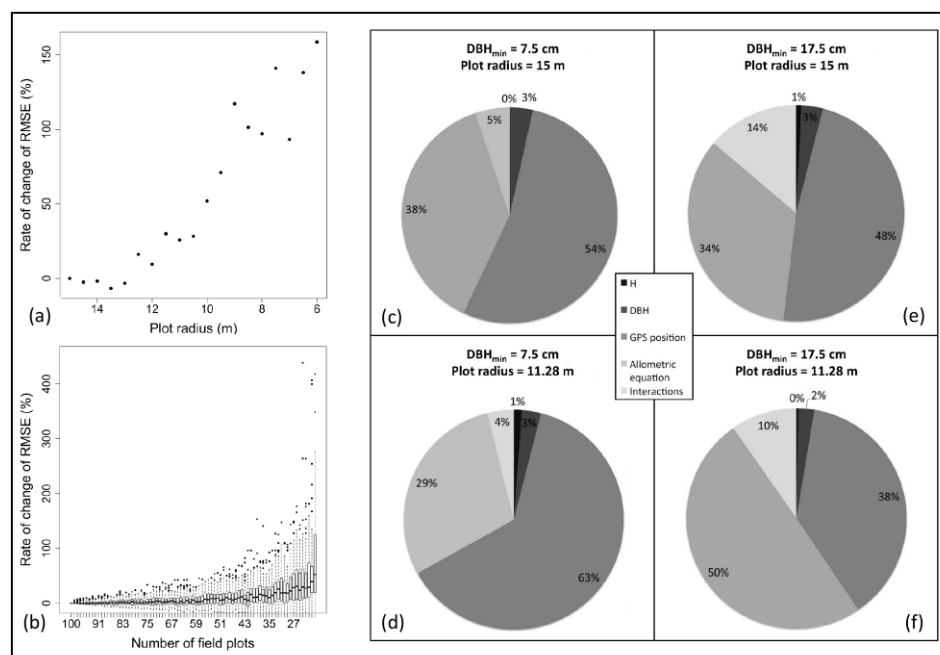 Rate of change of RMSE (%)
150
100
50
0
14
12
10
8
6
Plot radius (m)
(a)
Rate of change of RMSE (%)
400
300
200
100
0
100
91
83
75
67
59
51
43
35
27
Number of field plots
(b)
DBHmin = 7.5 cm
Plot radius = 15 m
0%
3%
5%
38%
54%
(c)
DBHmin = 17.5 cm
Plot radius = 15 m
1%
3%
14%
34%
48%
(e)
H
DBH
GPS position
Allometric
equation
Interactions
DBHmin = 7.5 cm
Plot radius = 11.28 m
1%
3%
4%
29%
63%
(d)
DBHmin = 17.5 cm
Plot radius = 11.28 m
0%
2%
10%
38%
50%
(f)